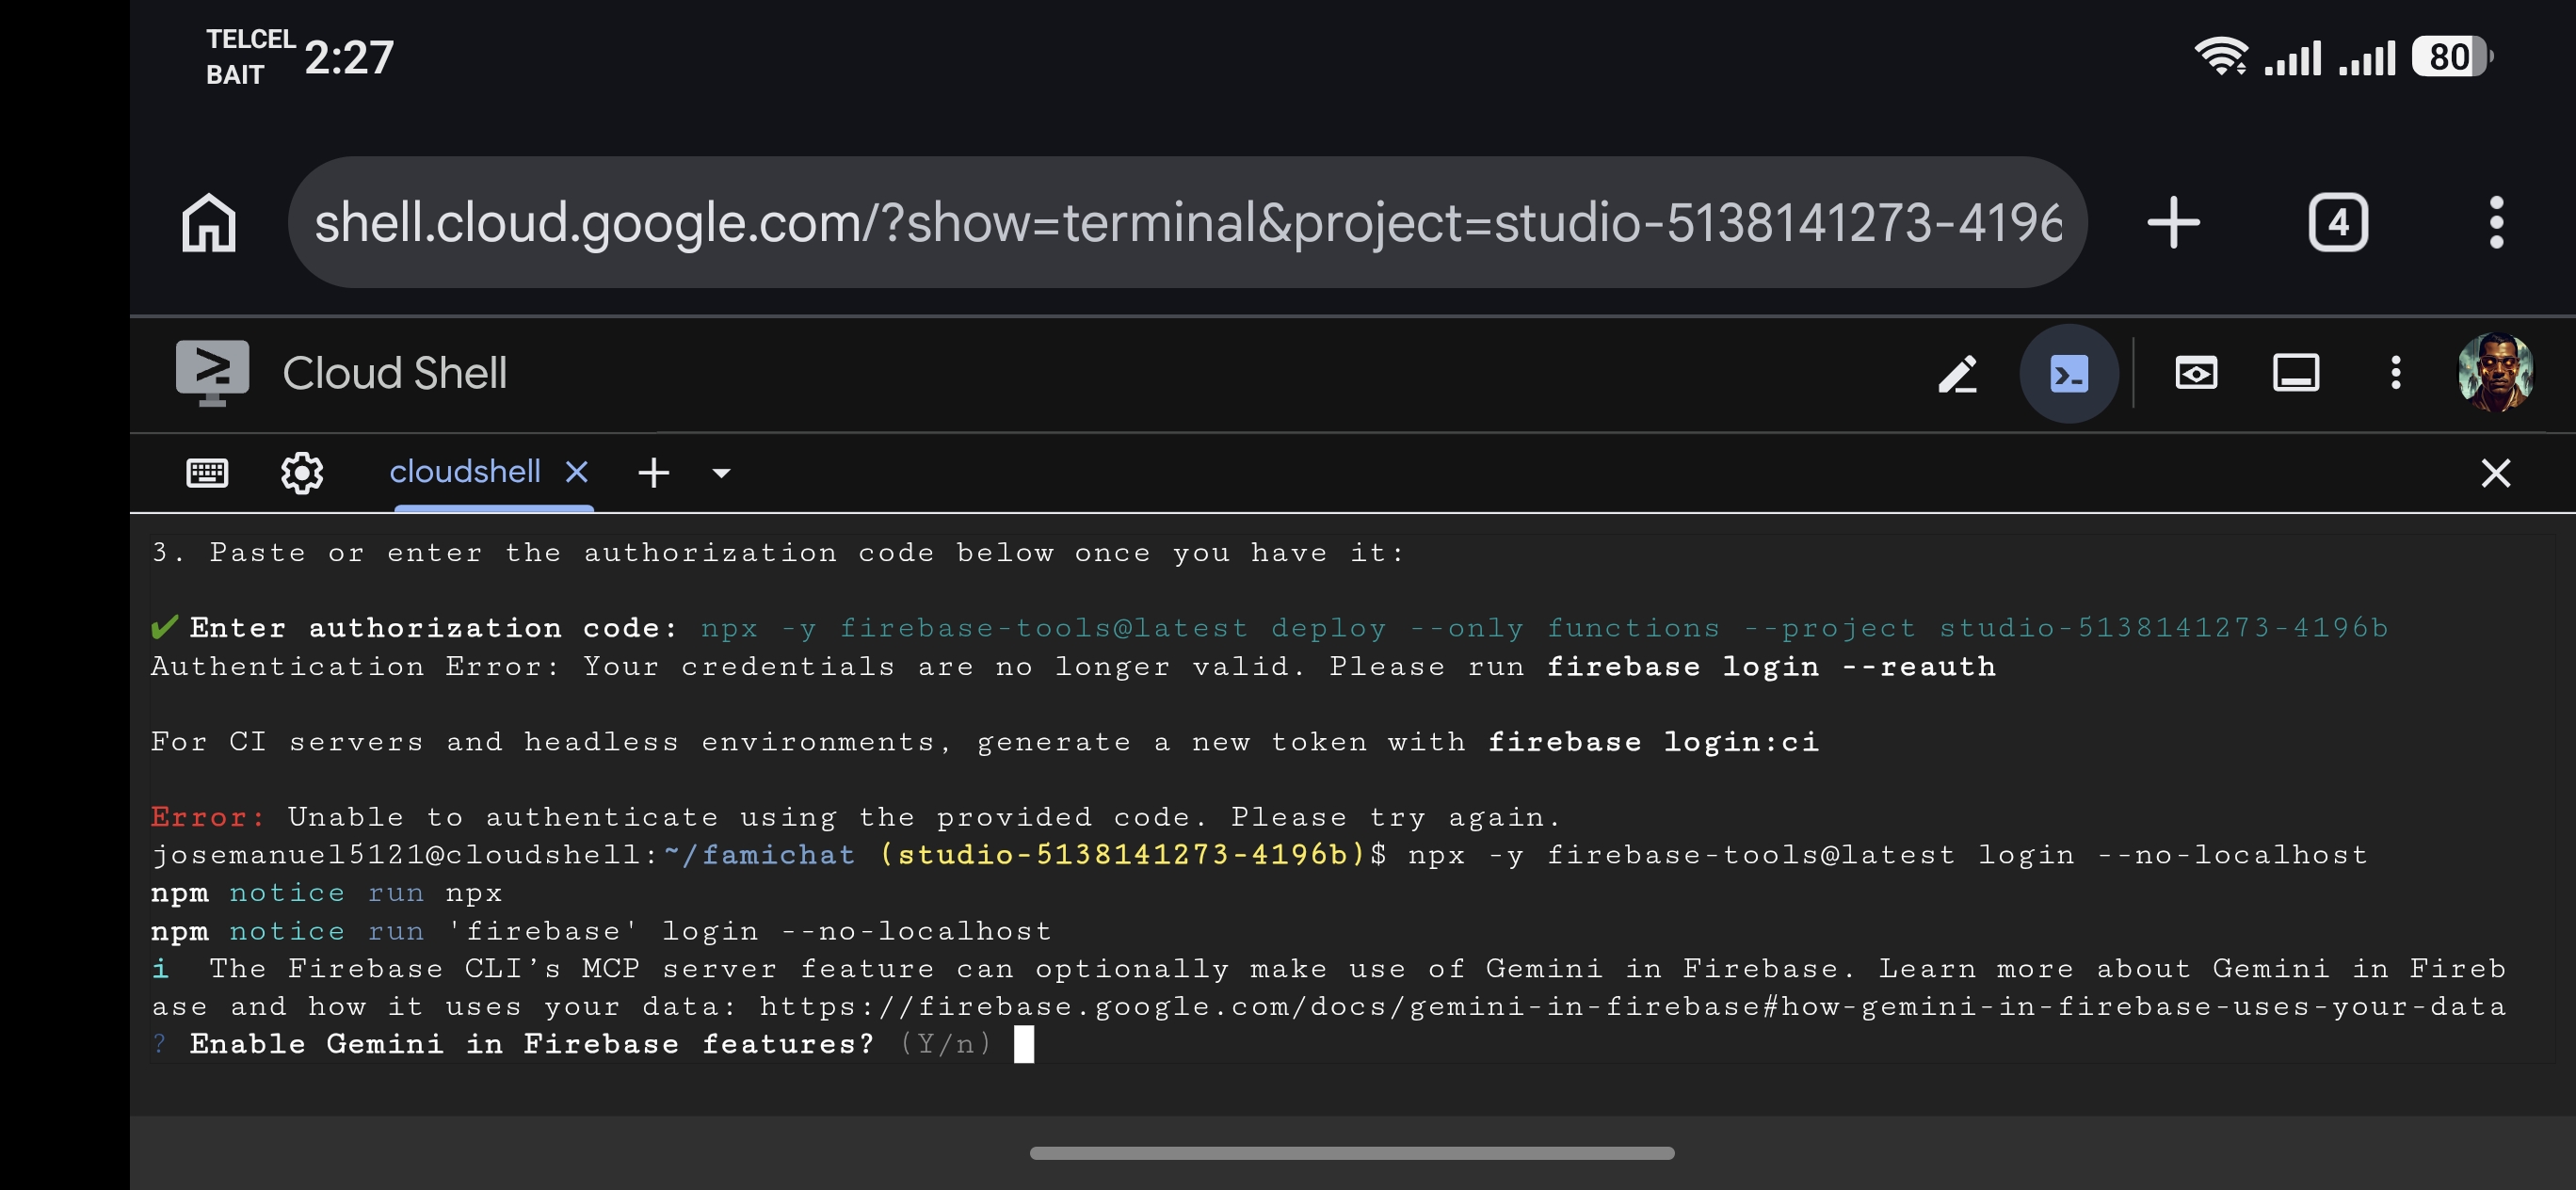 TELCEL
BAIT
2:27
80
shell.cloud.google.com/?show=terminal&project=studio-5138141273-4196
4
Cloud Shell
cloudshell
3. Paste or enter the authorization code below once you have it:
✔ Enter authorization code: npx -y firebase-tools@latest deploy --only functions --project studio-5138141273-4196b
Authentication Error: Your credentials are no longer valid. Please run firebase login --reauth
For CI servers and headless environments, generate a new token with firebase login:ci
Error: Unable to authenticate using the provided code. Please try again.
josemanuel5121@cloudshell:~/famichat (studio-5138141273-4196b)$ npx -y firebase-tools@latest login --no-localhost
npm notice run npx
npm notice run 'firebase' login --no-localhost
i  The Firebase CLI’s MCP server feature can optionally make use of Gemini in Firebase. Learn more about Gemini in Fireb
ase and how it uses your data: https://firebase.google.com/docs/gemini-in-firebase#how-gemini-in-firebase-uses-your-data
? Enable Gemini in Firebase features? (Y/n)